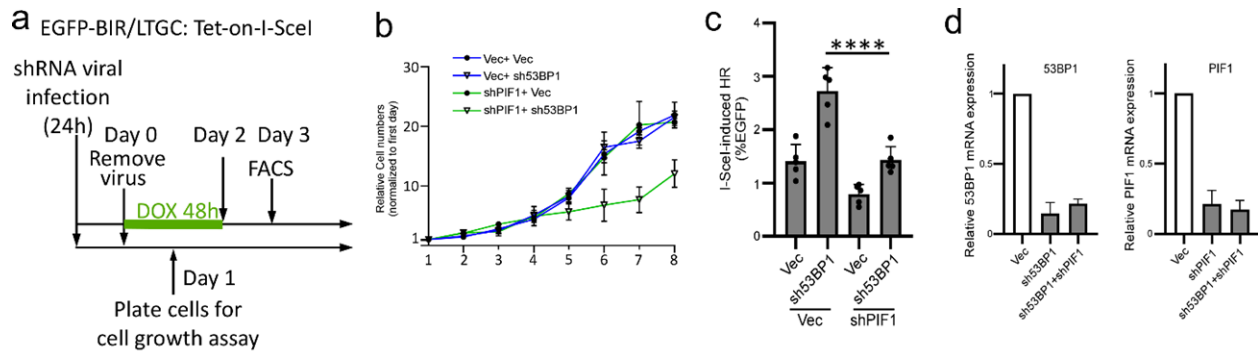 a
EGFP-BIR/LTGC: Tet-on-I-SceI
shRNA viral
infection
(24h)
Day 0
Remove
virus
Day 2
Day 3
FACS
DOX 48h
Day 1
Plate cells for
cell growth assay
b
Relative Cell numbers
(normalized to first day)
30
20
10
1
1 2 3 4 5 6 7 8
Vec+ Vec
Vec+ sh53BP1
shPIF1+ Vec
shPIF1+ sh53BP1
c
I-SceI-induced HR
(%EGFP)
4
3
2
1
0
****
Vec
sh53BP1
Vec
sh53BP1
Vec
shPIF1
d
53BP1
Relative 53BP1 mRNA expression
1
0.5
0
Vec
sh53BP1
sh53BP1+shPIF1
PIF1
Relative PIF1 mRNA expression
1
0.5
0
Vec
shPIF1
sh53BP1+shPIF1